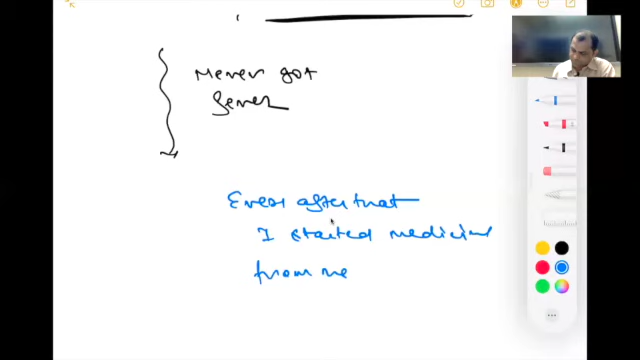 Never got
fever
Even after that
I started medicine
from me